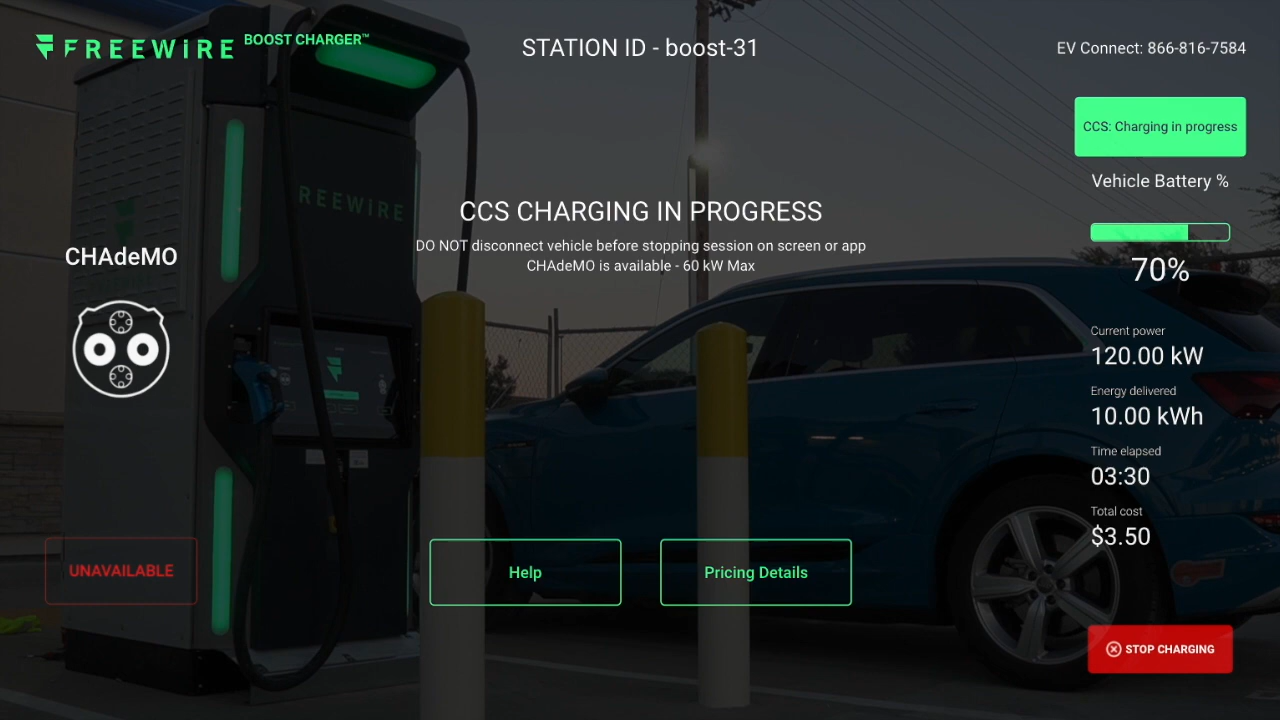 FREEWIRE BOOST CHARGER™
STATION ID - boost-31
EV Connect: 866-816-7584
CCS: Charging in progress
Vehicle Battery %
70%
REEWIRE
CCS CHARGING IN PROGRESS
DO NOT disconnect vehicle before stopping session on screen or app
CHAdeMO is available - 60 kW Max
CHAdeMO
Current power
120.00 kW
Energy delivered
10.00 kWh
Time elapsed
03:30
Total cost
$3.50
UNAVAILABLE
Help
Pricing Details
STOP CHARGING